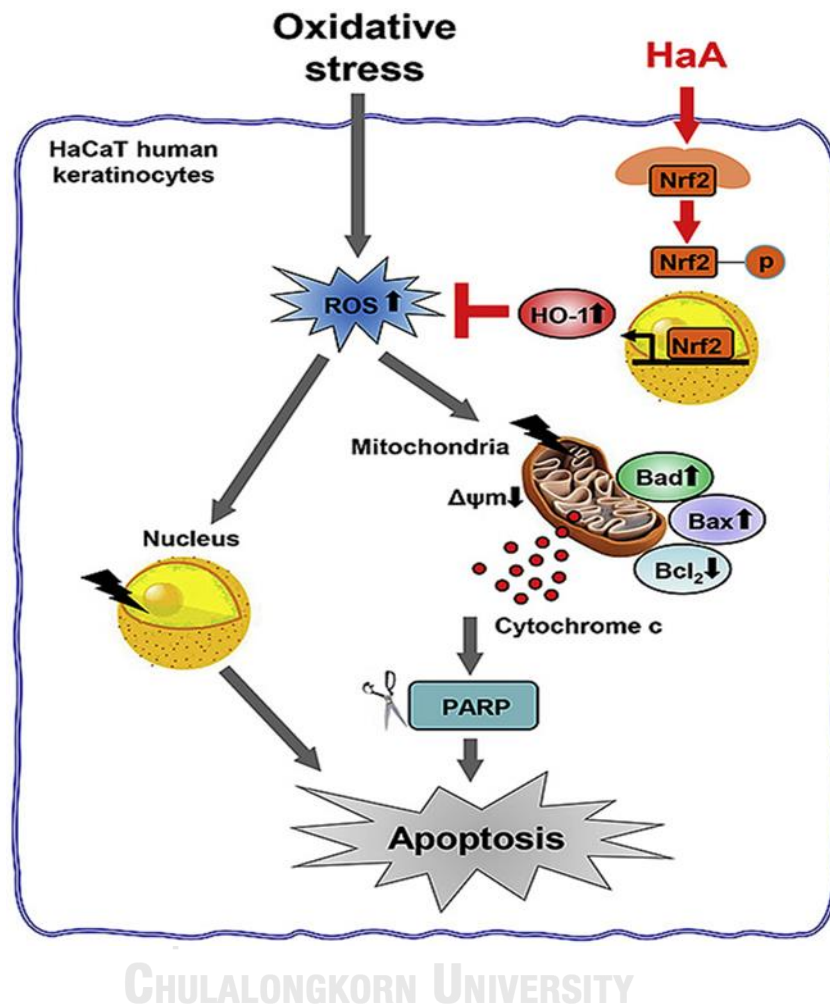 Oxidative
stress
HaA
HaCaT human
keratinocytes
Nrf2
Nrf2
p
ROS ⬆
HO-1⬆
Nrf2
Mitochondria
Δψm⬇
Bad⬆
Bax⬆
Bcl₂⬇
Nucleus
Cytochrome c
PARP
Apoptosis
CHULALONGKORN UNIVERSITY